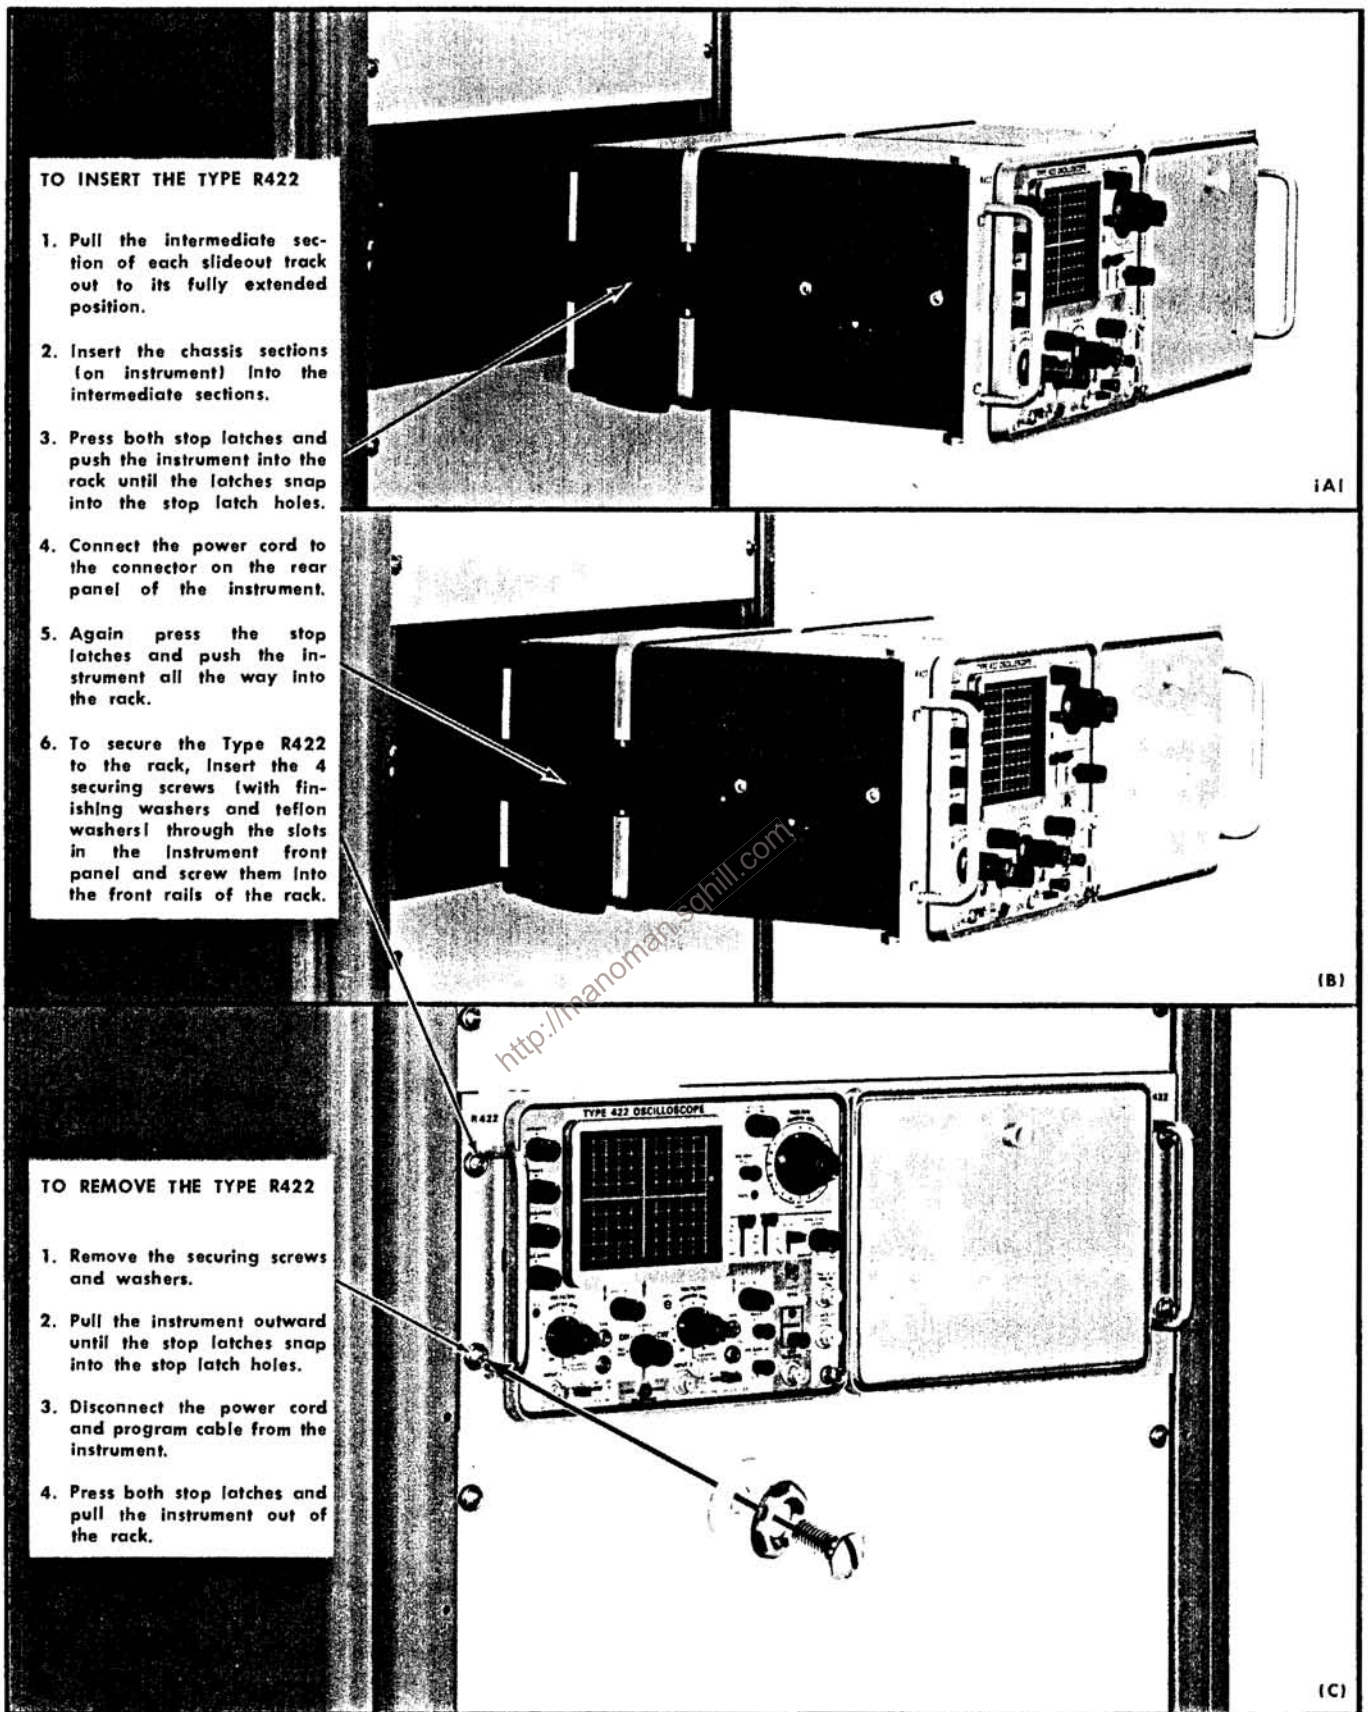 TO INSERT THE TYPE R422
1. Pull the intermediate sec-
tion of each slideout track
out to its fully extended
position.
2. Insert the chassis sections
(on instrument) into the
intermediate sections.
3. Press both stop latches and
push the instrument into the
rack until the latches snap
into the stop latch holes.
4. Connect the power cord to
the connector on the rear
panel of the instrument.
5. Again press the stop
latches and push the in-
strument all the way into
the rack.
6. To secure the Type R422
to the rack, insert the 4
securing screws (with fin-
ishing washers and teflon
washers) through the slots
in the instrument front
panel and screw them into
the front rails of the rack.
TYPE 422 OSCILLOSCOPE
(A)
R422
TYPE 422 OSCILLOSCOPE
(B)
http://manoman.sqhill.com
R422
TYPE 422 OSCILLOSCOPE
422
TO REMOVE THE TYPE R422
1. Remove the securing screws
and washers.
2. Pull the instrument outward
until the stop latches snap
into the stop latch holes.
3. Disconnect the power cord
and program cable from the
instrument.
4. Press both stop latches and
pull the instrument out of
the rack.
(C)